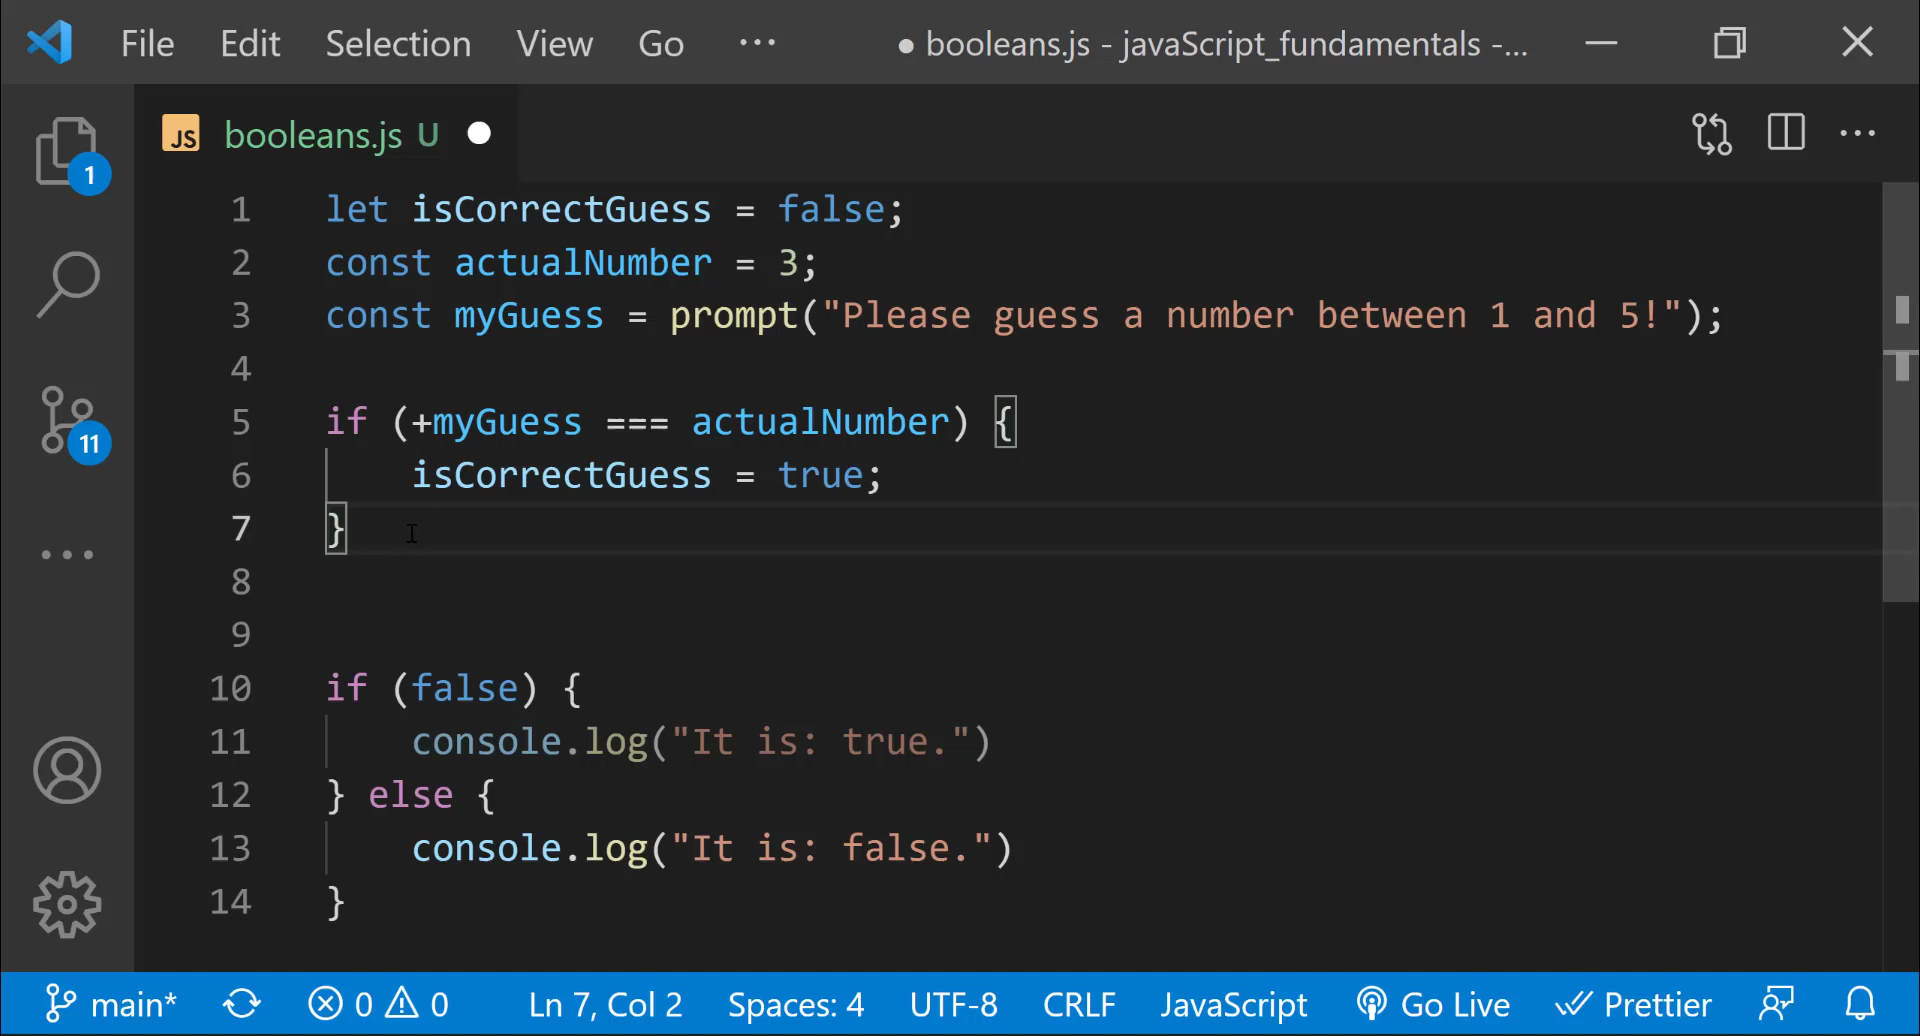 File Edit Selection View Go ··· ● booleans.js - javaScript_fundamentals -...
JS booleans.js U
1
11
1 let isCorrectGuess = false;
2 const actualNumber = 3;
3 const myGuess = prompt("Please guess a number between 1 and 5!");
4
5 if (+myGuess === actualNumber) {
6 isCorrectGuess = true;
7 }
8
9
10 if (false) {
11 console.log("It is: true.")
12 } else {
13 console.log("It is: false.")
14 }
main* 0 0 Ln 7, Col 2 Spaces: 4 UTF-8 CRLF JavaScript Go Live Prettier